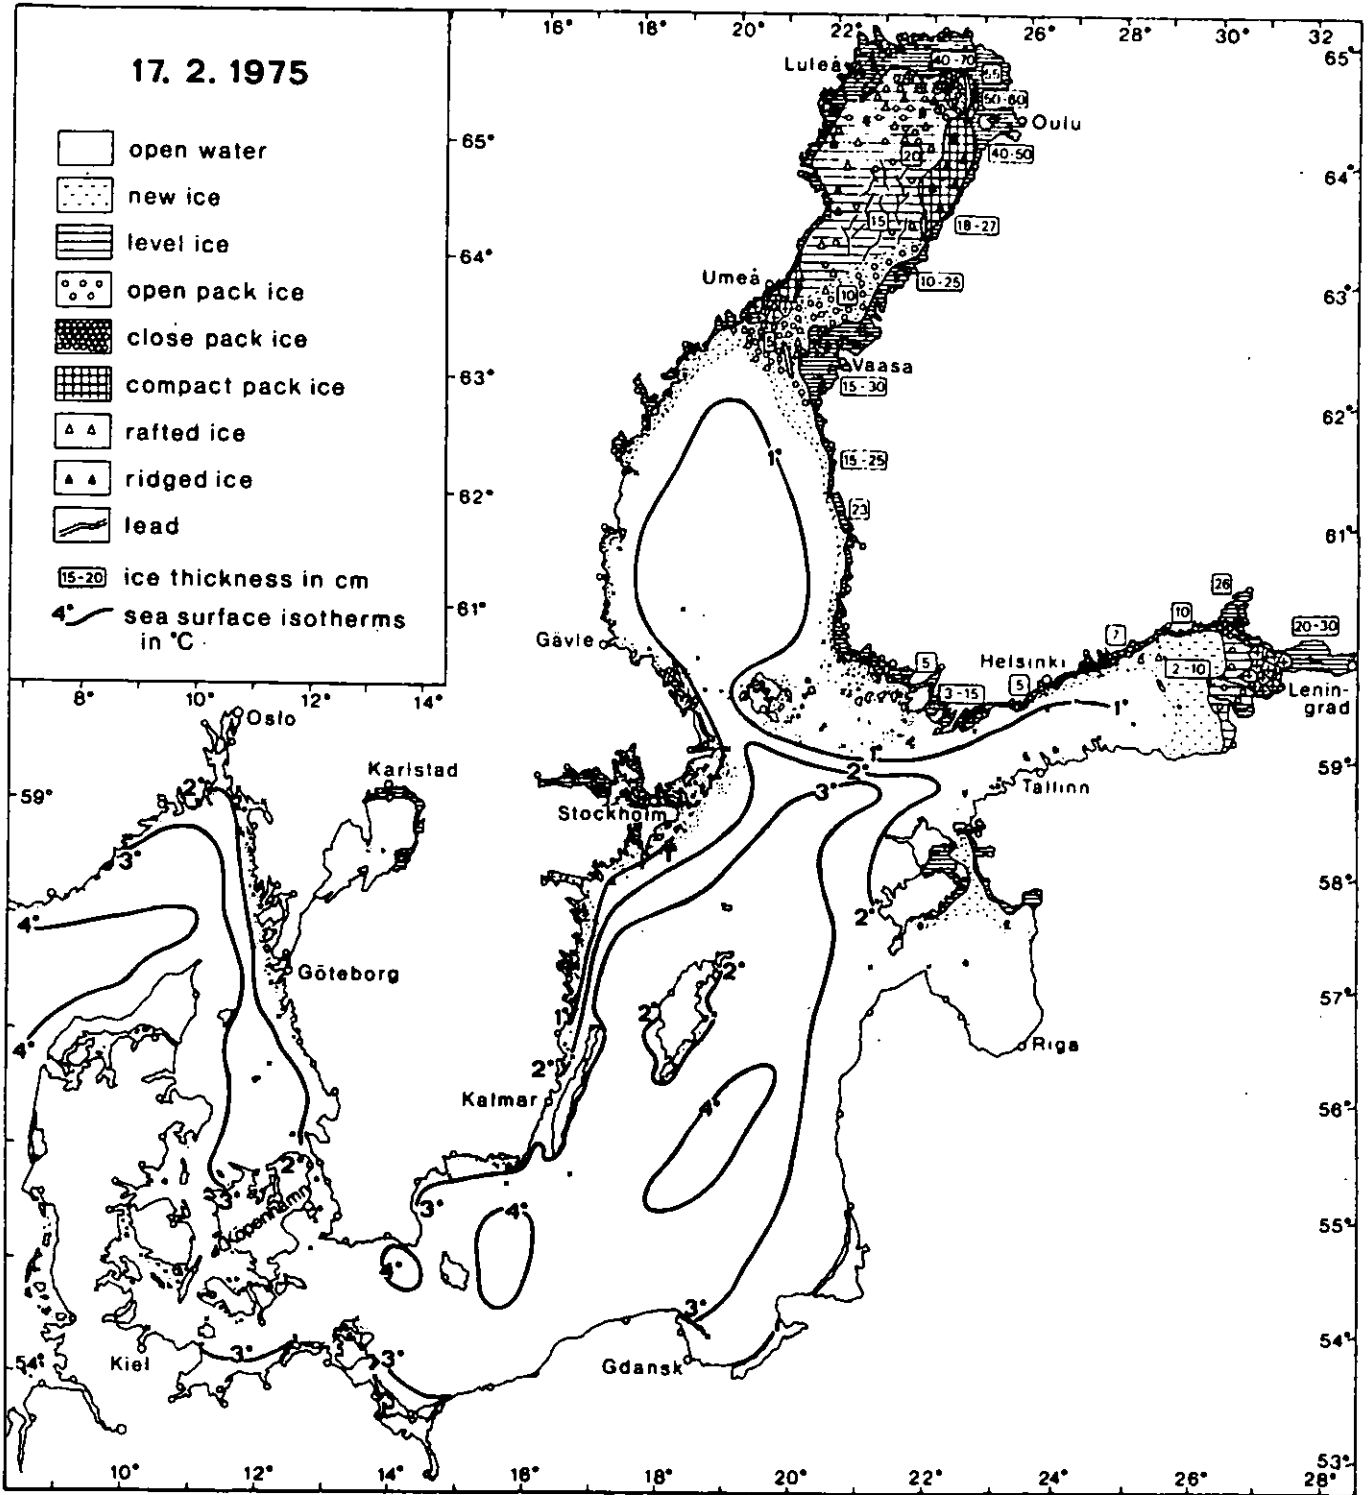 17. 2. 1975
open water
new ice
level ice
open pack ice
close pack ice
compact pack ice
rafted ice
ridged ice
lead
15-20 ice thickness in cm
4° sea surface isotherms
in °C
16° 18° 20° 22° 24° 26° 28° 30° 32
65°
64°
63°
62°
61°
65°
64°
63°
62°
61°
59°
58°
57°
56°
55°
54°
53°
8° 10° 12° 14°
59°
54°
10° 12° 14° 16° 18° 20° 22° 24° 26° 28°
Luleå
40-70
55
50-60
Oulu
40-50
20
15
18-27
Umeå
10-25
10
5
Vaasa
15-30
1°
15-25
23
26
10
20-30
7
Gävle
5
Helsinki
3-15
5
2-10
Lenin-
grad
1°
1°
2°
3°
Oslo
Karlstad
Tallinn
2°
Stockholm
3°
1°
4°
2°
Göteborg
2°
2°
1°
4°
2°
Riga
Kalmar
4°
2°
3°
3°
Köpenhamn
4°
4°
3°
3°
3°
Kiel
Gdansk